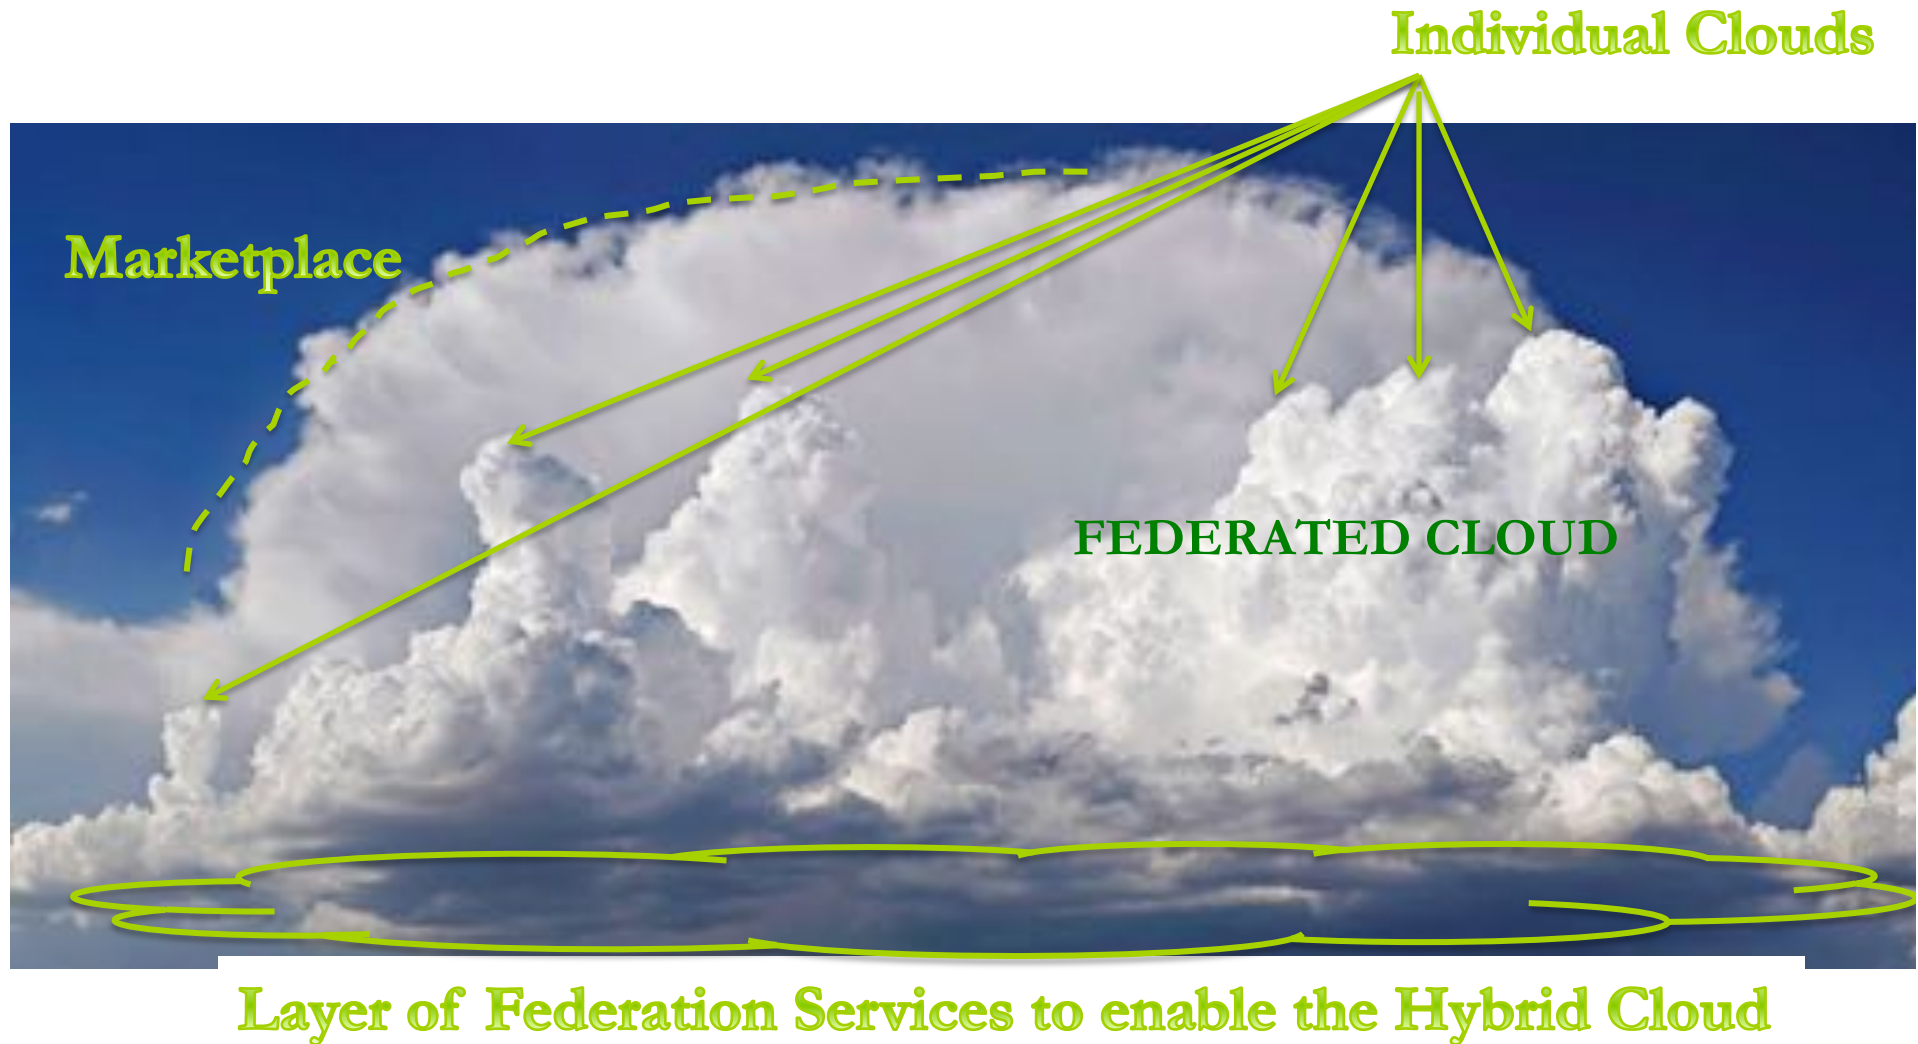 Individual Clouds
Marketplace
FEDERATED CLOUD
Layer of Federation Services to enable the Hybrid Cloud